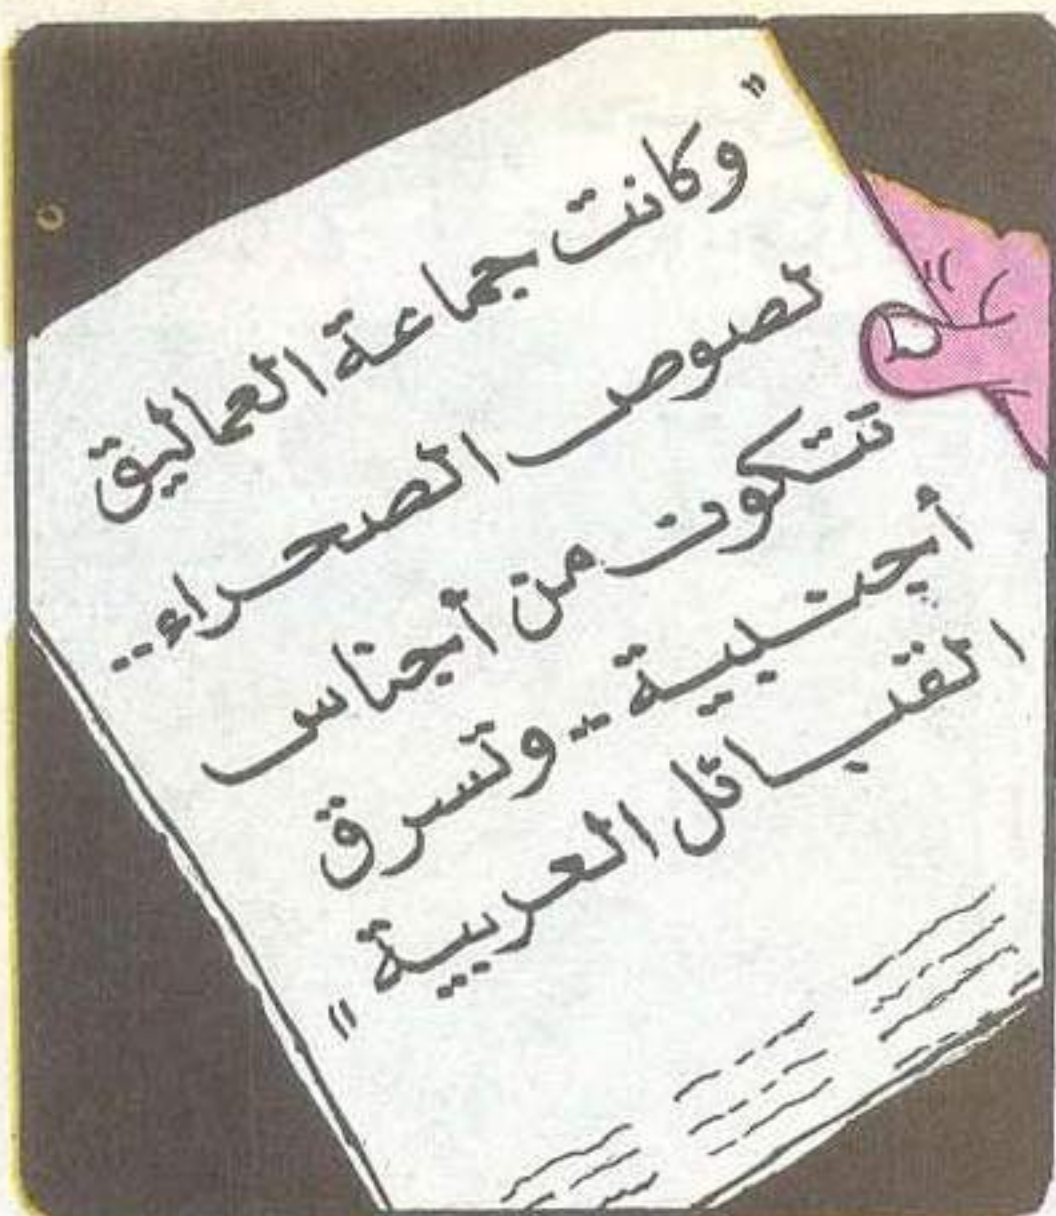 "وكانت جماعة العماليق
لصوص الصحراء..
تتكون من أجناس
أجنبية .. وتسرق
القبائل العربية"